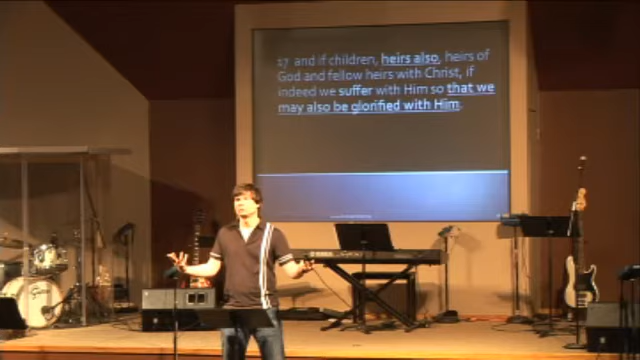 17 and if children, heirs also, heirs of
God and fellow heirs with Christ, if
indeed we suffer with Him so that we
may also be glorified with Him.